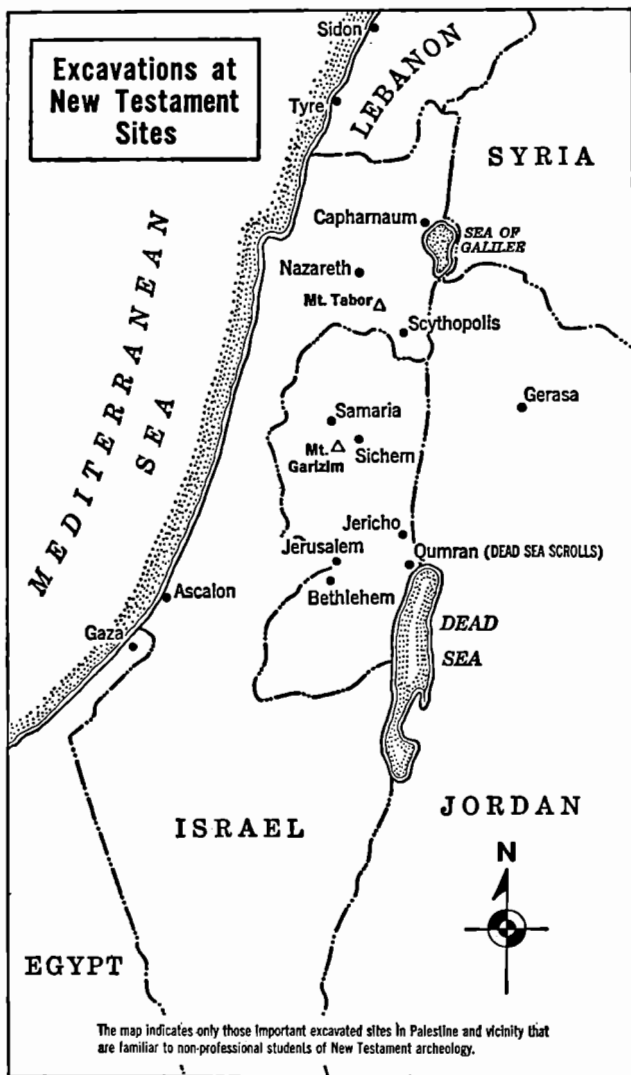 Excavations at
New Testament
Sites
Sidon
LEBANON
Tyre
SYRIA
Capharnaum
SEA OF
GALILER
Nazareth
Mt. Tabor
Scythopolis
MEDITERRANEAN
SEA
Gerasa
Samaria
Mt.
Garizim
Sichern
Jericho
Jerusalem
Qumran (DEAD SEA SCROLLS)
Bethlehem
Ascalon
DEAD
SEA
Gaza
JORDAN
ISRAEL
N
EGYPT
The map indicates only those important excavated sites in Palestine and vicinity that
are familiar to non-professional students of New Testament archeology.